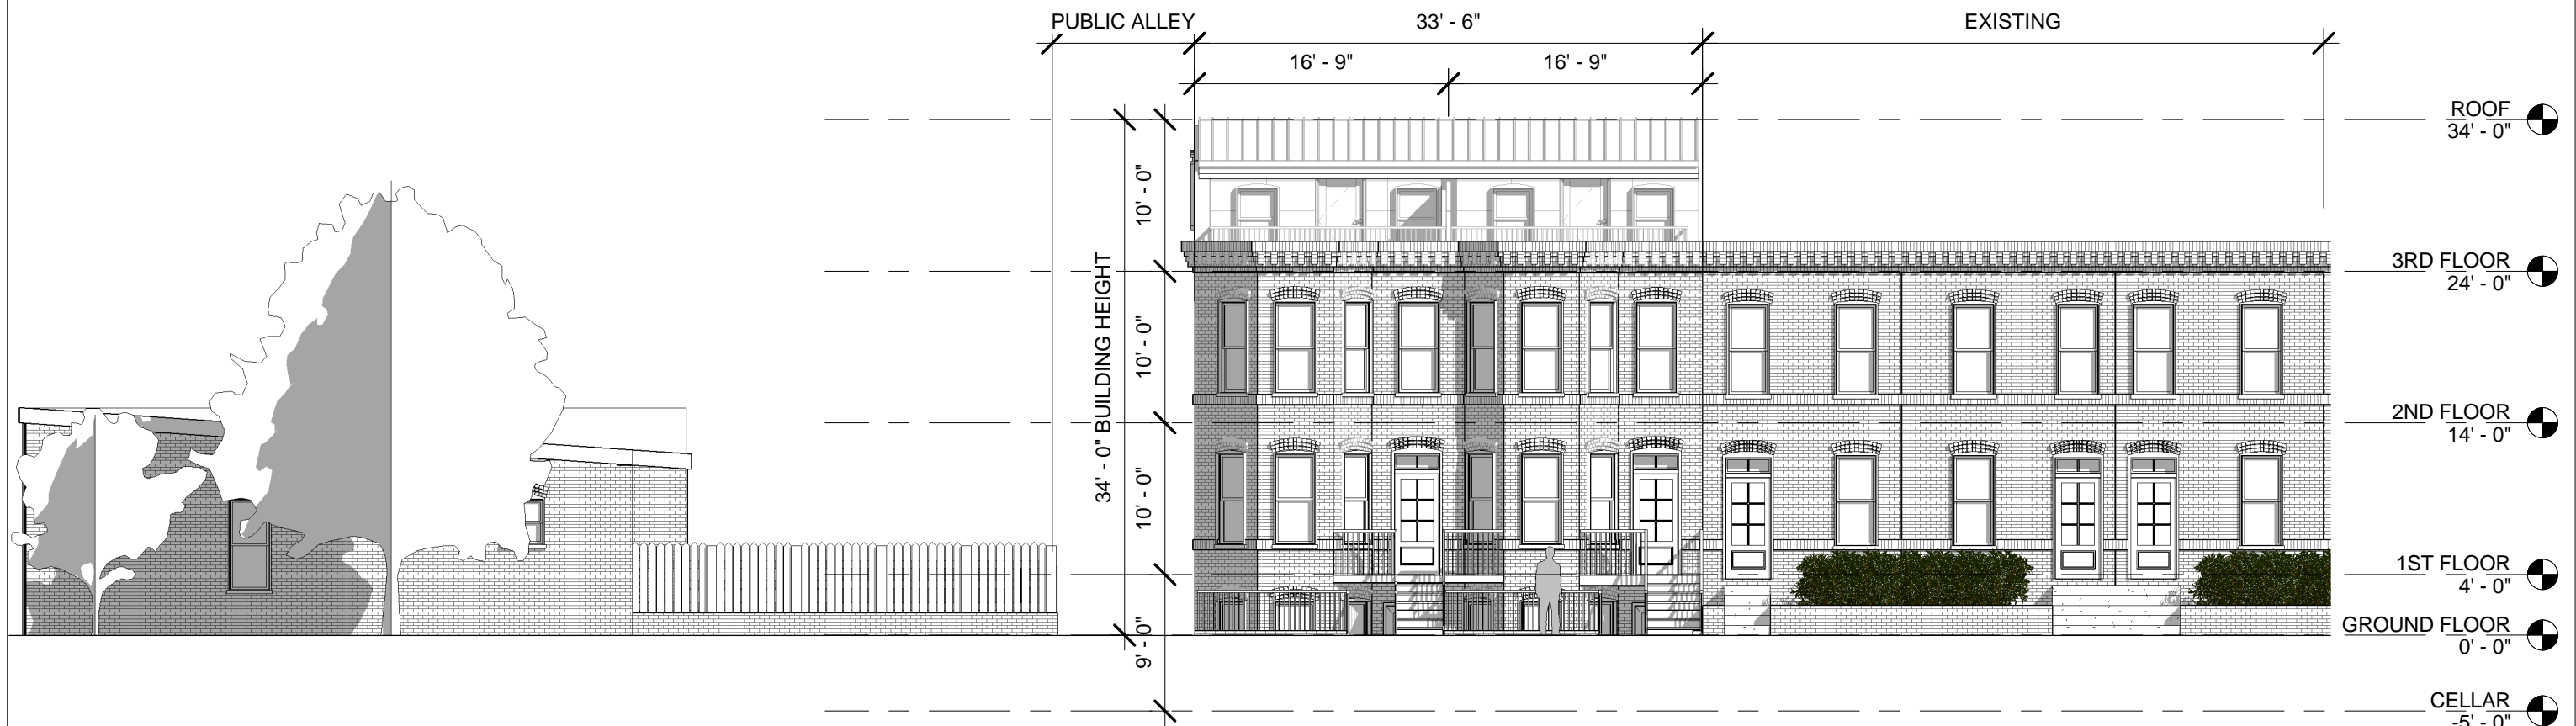 PUBLIC ALLEY
33' - 6"
EXISTING
16' - 9"
16' - 9"
ROOF
34' - 0"
10' - 0"
3RD FLOOR
24' - 0"
34' - 0" BUILDING HEIGHT
10' - 0"
2ND FLOOR
14' - 0"
10' - 0"
1ST FLOOR
4' - 0"
GROUND FLOOR
0' - 0"
9' - 0"
CELLAR
-5' - 0"